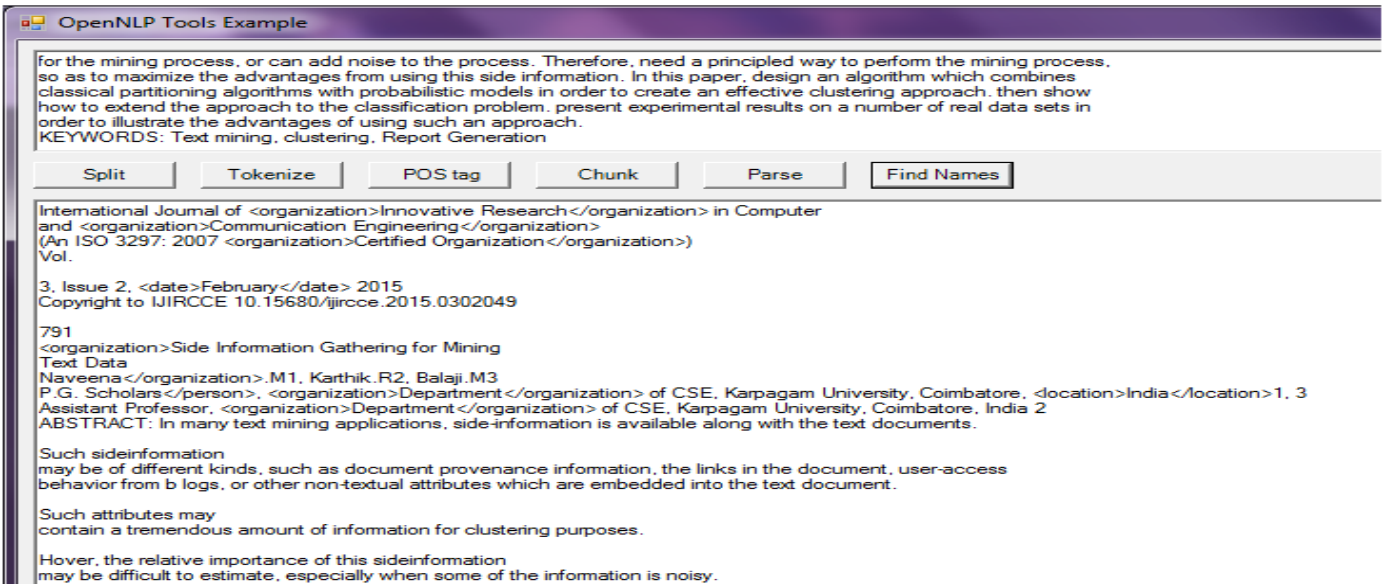 OpenNLP Tools Example
for the mining process, or can add noise to the process. Therefore, need a principled way to perform the mining process,
so as to maximize the advantages from using this side information. In this paper, design an algorithm which combines
classical partitioning algorithms with probabilistic models in order to create an effective clustering approach. then show
how to extend the approach to the classification problem. present experimental results on a number of real data sets in
order to illustrate the advantages of using such an approach.
KEYWORDS: Text mining, clustering, Report Generation
Split Tokenize POS tag Chunk Parse Find Names
International Journal of <organization>Innovative Research</organization> in Computer
and <organization>Communication Engineering</organization>
(An ISO 3297: 2007 <organization>Certified Organization</organization>)
Vol.
3, Issue 2, <date>February</date> 2015
Copyright to IJIRCCE 10.15680/ijircce.2015.0302049
791
<organization>Side Information Gathering for Mining
Text Data
Naveena</organization>.M1, Karthik.R2, Balaji.M3
P.G. Scholars</person>, <organization>Department</organization> of CSE, Karpagam University, Coimbatore, <location>India</location>1, 3
Assistant Professor, <organization>Department</organization> of CSE, Karpagam University, Coimbatore, India 2
ABSTRACT: In many text mining applications, side-information is available along with the text documents.
Such sideinformation
may be of different kinds, such as document provenance information, the links in the document, user-access
behavior from b logs, or other non-textual attributes which are embedded into the text document.
Such attributes may
contain a tremendous amount of information for clustering purposes.
Hover, the relative importance of this sideinformation
may be difficult to estimate, especially when some of the information is noisy.